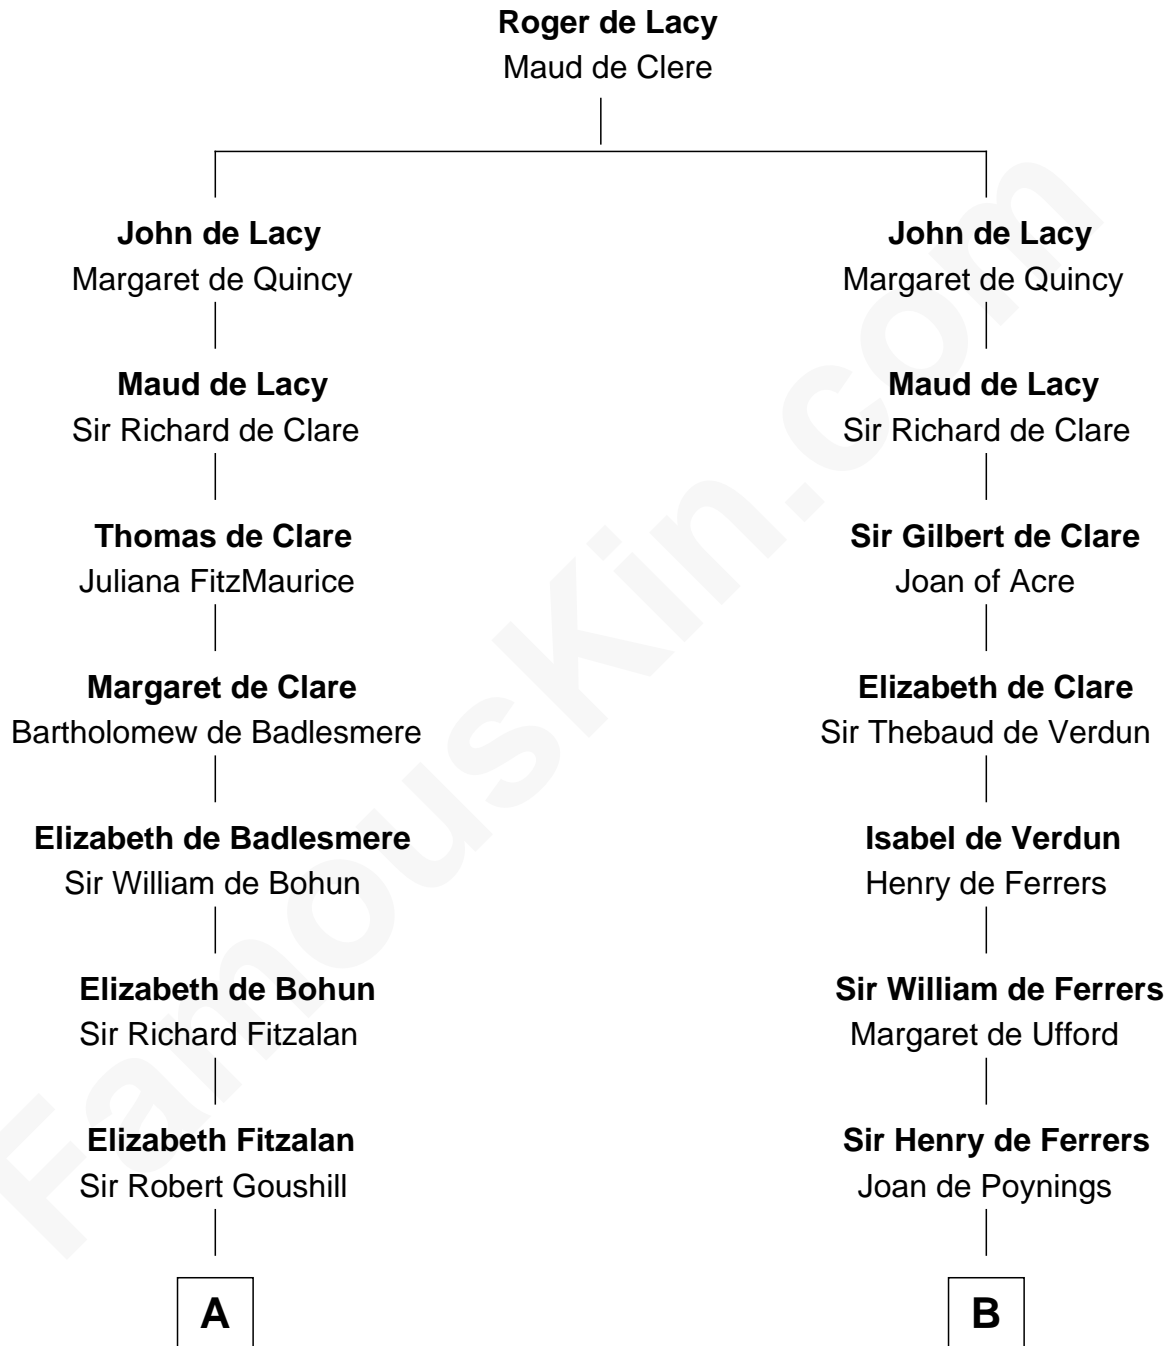 Roger de Lacy
Maud de Clere
John de Lacy
Margaret de Quincy
John de Lacy
Margaret de Quincy
Maud de Lacy
Sir Richard de Clare
Maud de Lacy
Sir Richard de Clare
Thomas de Clare
Juliana FitzMaurice
Sir Gilbert de Clare
Joan of Acre
Margaret de Clare
Bartholomew de Badlesmere
Elizabeth de Clare
Sir Thebaud de Verdun
Elizabeth de Badlesmere
Sir William de Bohun
Isabel de Verdun
Henry de Ferrers
Elizabeth de Bohun
Sir Richard Fitzalan
Sir William de Ferrers
Margaret de Ufford
Elizabeth Fitzalan
Sir Robert Goushill
Sir Henry de Ferrers
Joan de Poynings
A
B
FamousKin.com